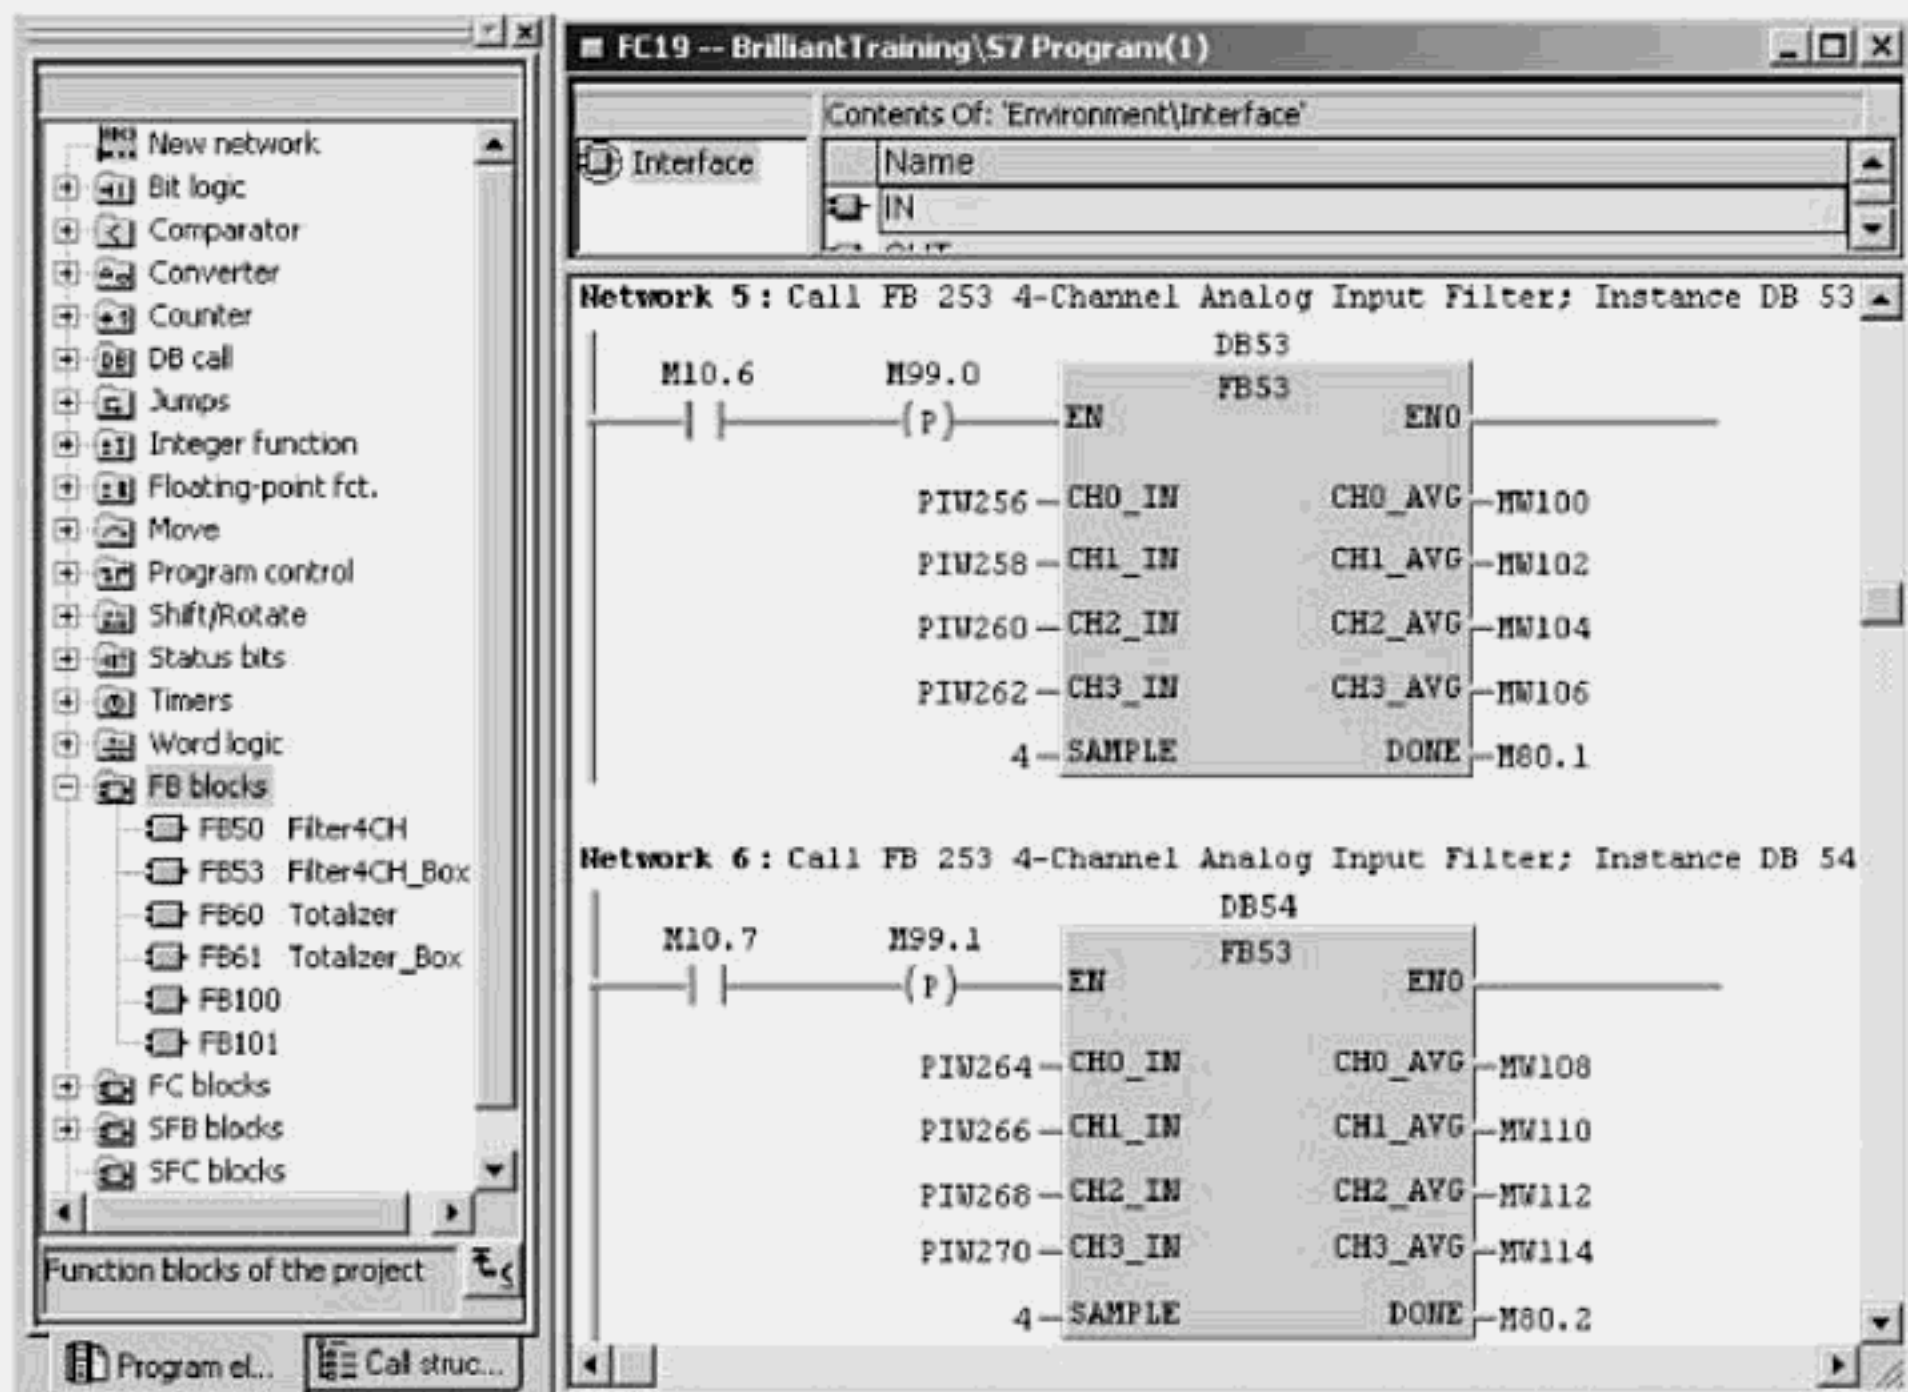 New network
Bit logic
Comparator
Converter
Counter
DB call
Jumps
Integer function
Floating-point fct.
Move
Program control
Shift/Rotate
Status bits
Timers
Word logic
FB blocks
FB50 Filter4CH
FB53 Filter4CH_Box
FB60 Totalizer
FB61 Totalizer_Box
FB100
FB101
FC blocks
SFB blocks
SFC blocks
Function blocks of the project
Program el...
Call struc...
FC19 -- BrilliantTraining\S7 Program(1)
Contents Of: 'Environment\Interface'
Interface
Name
IN
OUT
Network 5: Call FB 253 4-Channel Analog Input Filter; Instance DB 53
DB53
M10.6 M99.0 FB53
(P) EN ENO
PIW256 CH0_IN CH0_AVG MW100
PIW258 CH1_IN CH1_AVG MW102
PIW260 CH2_IN CH2_AVG MW104
PIW262 CH3_IN CH3_AVG MW106
4 SAMPLE DONE M80.1
Network 6: Call FB 253 4-Channel Analog Input Filter; Instance DB 54
DB54
M10.7 M99.1 FB53
(P) EN ENO
PIW264 CH0_IN CH0_AVG MW108
PIW266 CH1_IN CH1_AVG MW110
PIW268 CH2_IN CH2_AVG MW112
PIW270 CH3_IN CH3_AVG MW114
4 SAMPLE DONE M80.2